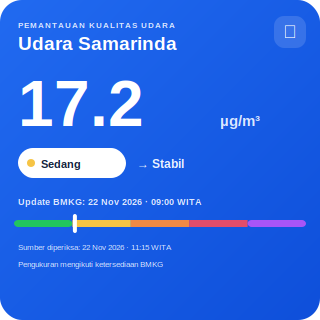 PEMANTAUAN KUALITAS UDARA
Udara Samarinda
17.2 µg/m³
Sedang → Stabil
Update BMKG: 22 Nov 2026 · 09:00 WITA
Sumber diperiksa: 22 Nov 2026 · 11:15 WITA
Pengukuran mengikuti ketersediaan BMKG